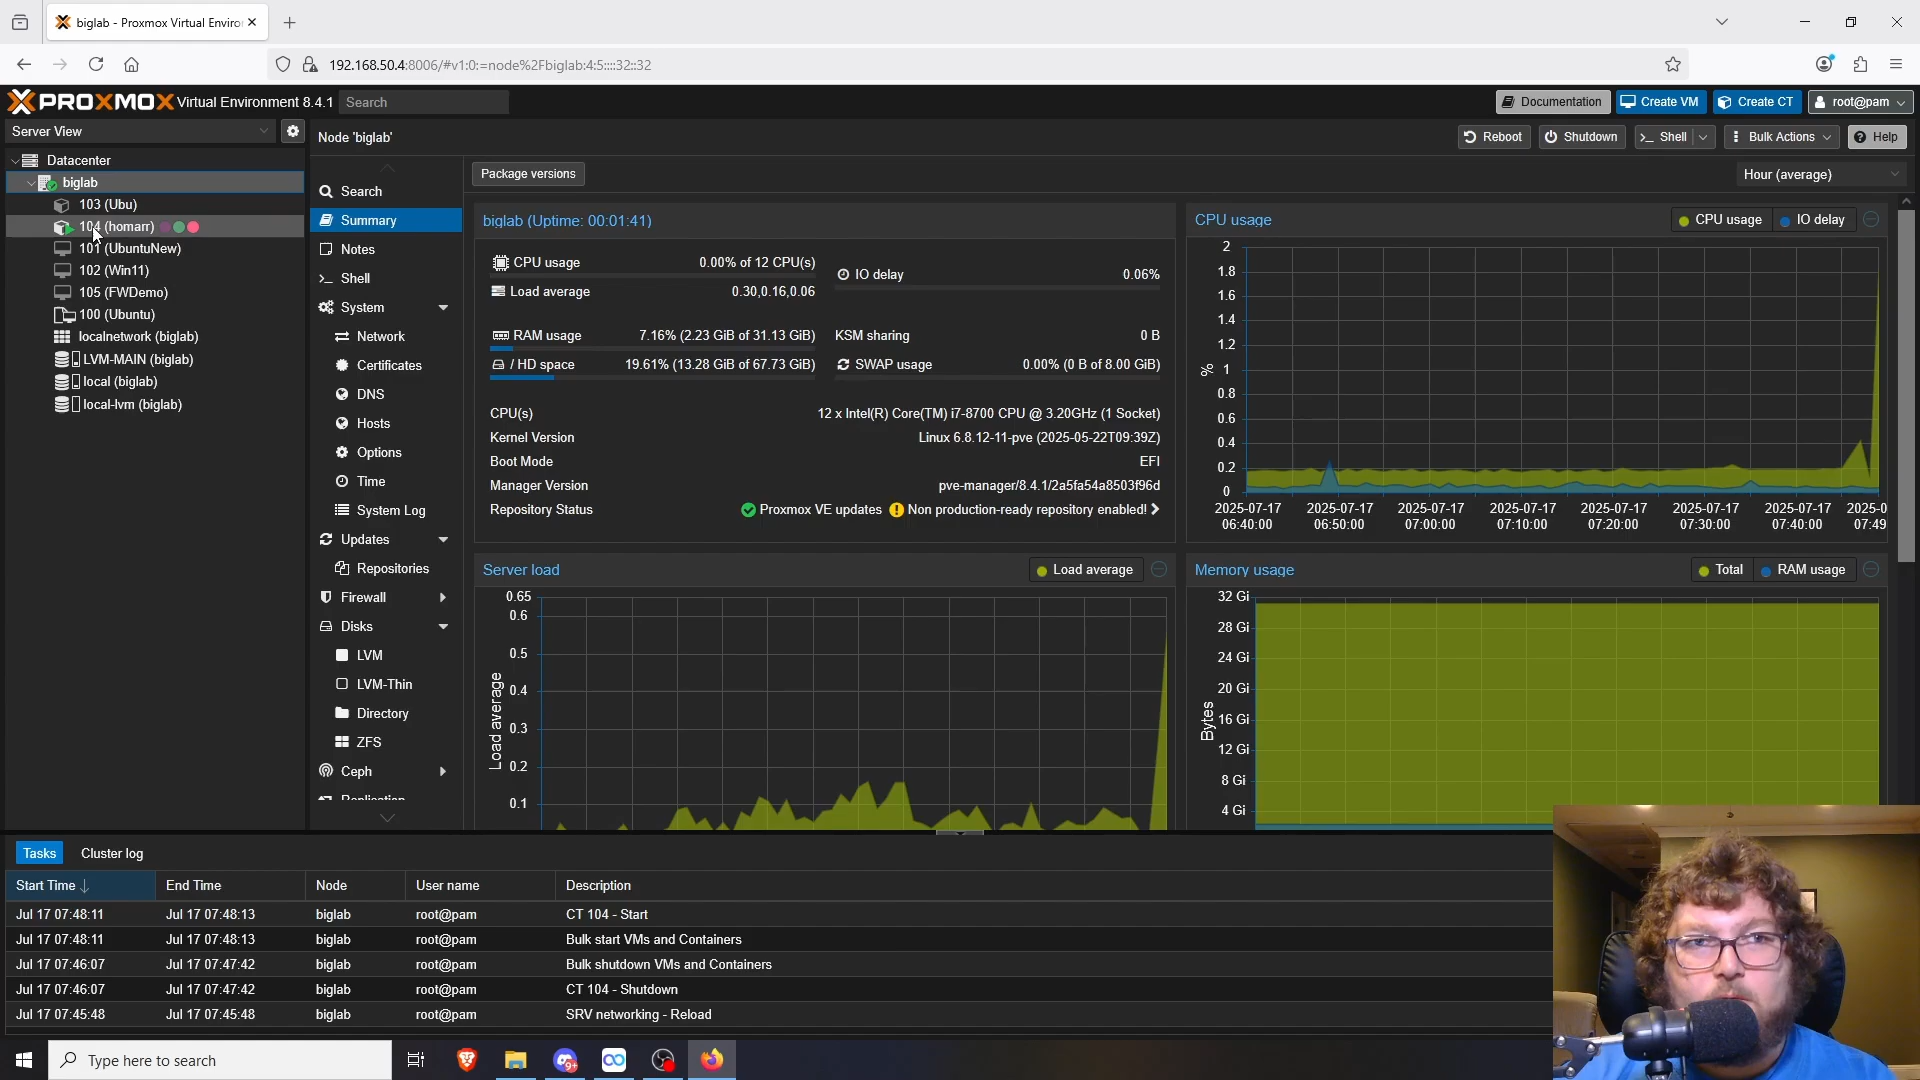 biglab - Proxmox Virtual Enviro
192.168.50.4:8006/#v1:0:=node%2Fbiglab:4:5::::32::32
PROXMOX Virtual Environment 8.4.1
Search
Documentation
Create VM
Create CT
root@pam
Server View
Node 'biglab'
Reboot
Shutdown
>_ Shell
Bulk Actions
Help
Datacenter
biglab
103 (Ubu)
104 (homarr)
101 (UbuntuNew)
102 (Win11)
105 (FWDemo)
100 (Ubuntu)
localnetwork (biglab)
LVM-MAIN (biglab)
local (biglab)
local-lvm (biglab)
Search
Summary
Notes
>_ Shell
System
Network
Certificates
DNS
Hosts
Options
Time
System Log
Updates
Repositories
Firewall
Disks
LVM
LVM-Thin
Directory
ZFS
Ceph
Replication
Package versions
Hour (average)
biglab (Uptime: 00:01:41)
CPU usage 0.00% of 12 CPU(s)
IO delay 0.06%
Load average 0.30,0.16,0.06
RAM usage 7.16% (2.23 GiB of 31.13 GiB)
KSM sharing 0 B
/ HD space 19.61% (13.28 GiB of 67.73 GiB)
SWAP usage 0.00% (0 B of 8.00 GiB)
CPU(s) 12 x Intel(R) Core(TM) i7-8700 CPU @ 3.20GHz (1 Socket)
Kernel Version Linux 6.8.12-11-pve (2025-05-22T09:39Z)
Boot Mode EFI
Manager Version pve-manager/8.4.1/2a5fa54a8503f96d
Repository Status Proxmox VE updates Non production-ready repository enabled!
CPU usage
CPU usage IO delay
2
1.8
1.6
1.4
1.2
1
0.8
0.6
0.4
0.2
0
%
2025-07-17 2025-07-17 2025-07-17 2025-07-17 2025-07-17 2025-07-17 2025-07-17 2025-0
06:40:00 06:50:00 07:00:00 07:10:00 07:20:00 07:30:00 07:40:00 07:49
Server load
Load average
0.65
0.6
0.5
0.4
0.3
0.2
0.1
Load average
Memory usage
Total RAM usage
32 Gi
28 Gi
24 Gi
20 Gi
16 Gi
12 Gi
8 Gi
4 Gi
Bytes
Tasks
Cluster log
Start Time End Time Node User name Description
Jul 17 07:48:11 Jul 17 07:48:13 biglab root@pam CT 104 - Start
Jul 17 07:48:11 Jul 17 07:48:13 biglab root@pam Bulk start VMs and Containers
Jul 17 07:46:07 Jul 17 07:47:42 biglab root@pam Bulk shutdown VMs and Containers
Jul 17 07:46:07 Jul 17 07:47:42 biglab root@pam CT 104 - Shutdown
Jul 17 07:45:48 Jul 17 07:45:48 biglab root@pam SRV networking - Reload
Type here to search